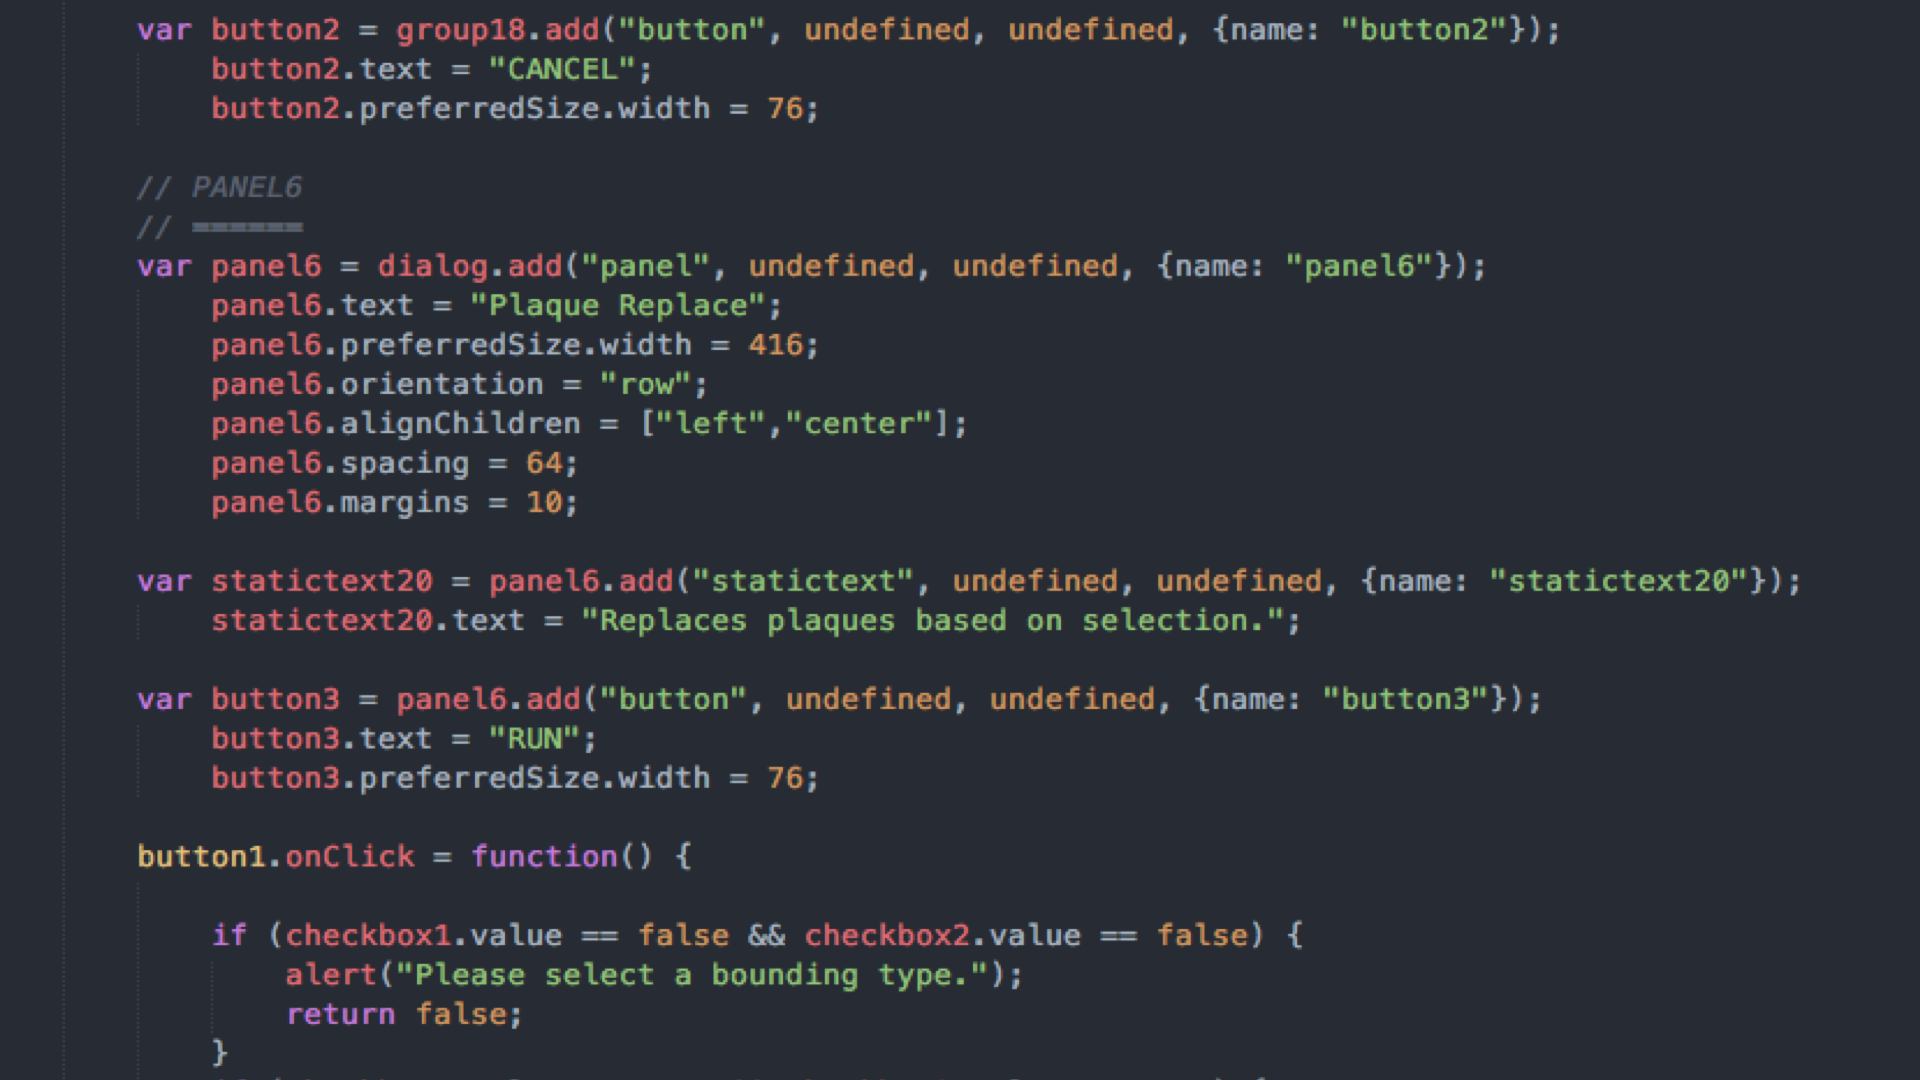 var button2 = group18.add("button", undefined, undefined, {name: "button2"});
button2.text = "CANCEL";
button2.preferredSize.width = 76;
// PANEL6
// ======
var panel6 = dialog.add("panel", undefined, undefined, {name: "panel6"});
panel6.text = "Plaque Replace";
panel6.preferredSize.width = 416;
panel6.orientation = "row";
panel6.alignChildren = ["left","center"];
panel6.spacing = 64;
panel6.margins = 10;
var statictext20 = panel6.add("statictext", undefined, undefined, {name: "statictext20"});
statictext20.text = "Replaces plaques based on selection.";
var button3 = panel6.add("button", undefined, undefined, {name: "button3"});
button3.text = "RUN";
button3.preferredSize.width = 76;
button1.onClick = function() {
if (checkbox1.value == false && checkbox2.value == false) {
alert("Please select a bounding type.");
return false;
}